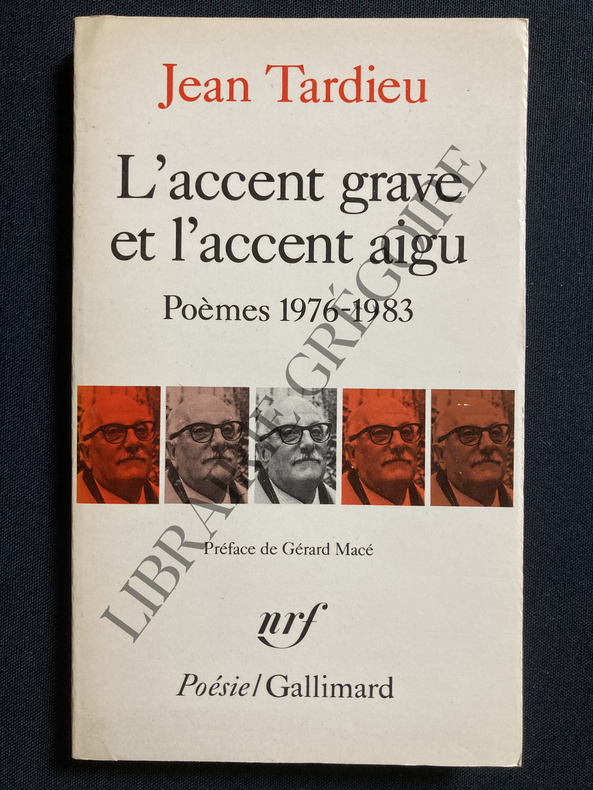 Jean Tardieu
L'accent grave
et l'accent aigu
Poèmes 1976-1983
Préface de Gérard Macé
nrf
Poésie/Gallimard
LIBRAIRIE GRÉGOIRE